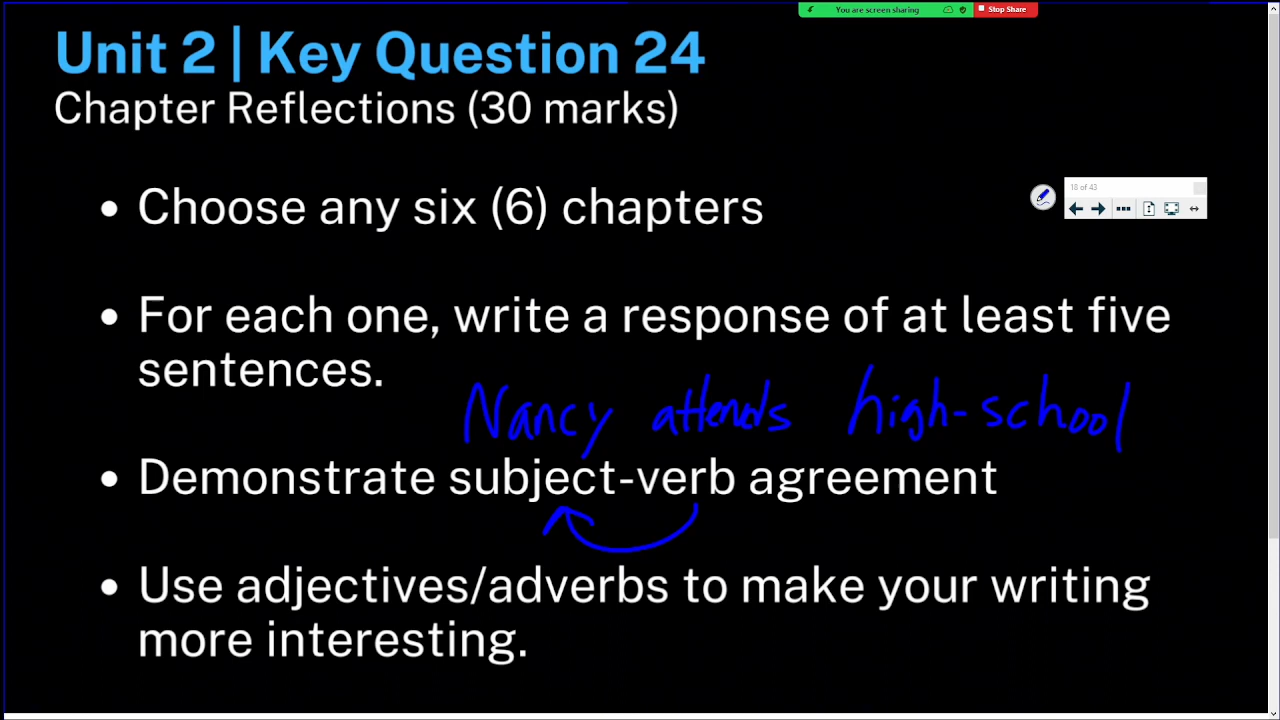 You are screen sharing
Stop Share
Unit 2 | Key Question 24
Chapter Reflections (30 marks)
18 of 43
• Choose any six (6) chapters
• For each one, write a response of at least five
sentences.
Nancy attends high-school
• Demonstrate subject-verb agreement
• Use adjectives/adverbs to make your writing
more interesting.